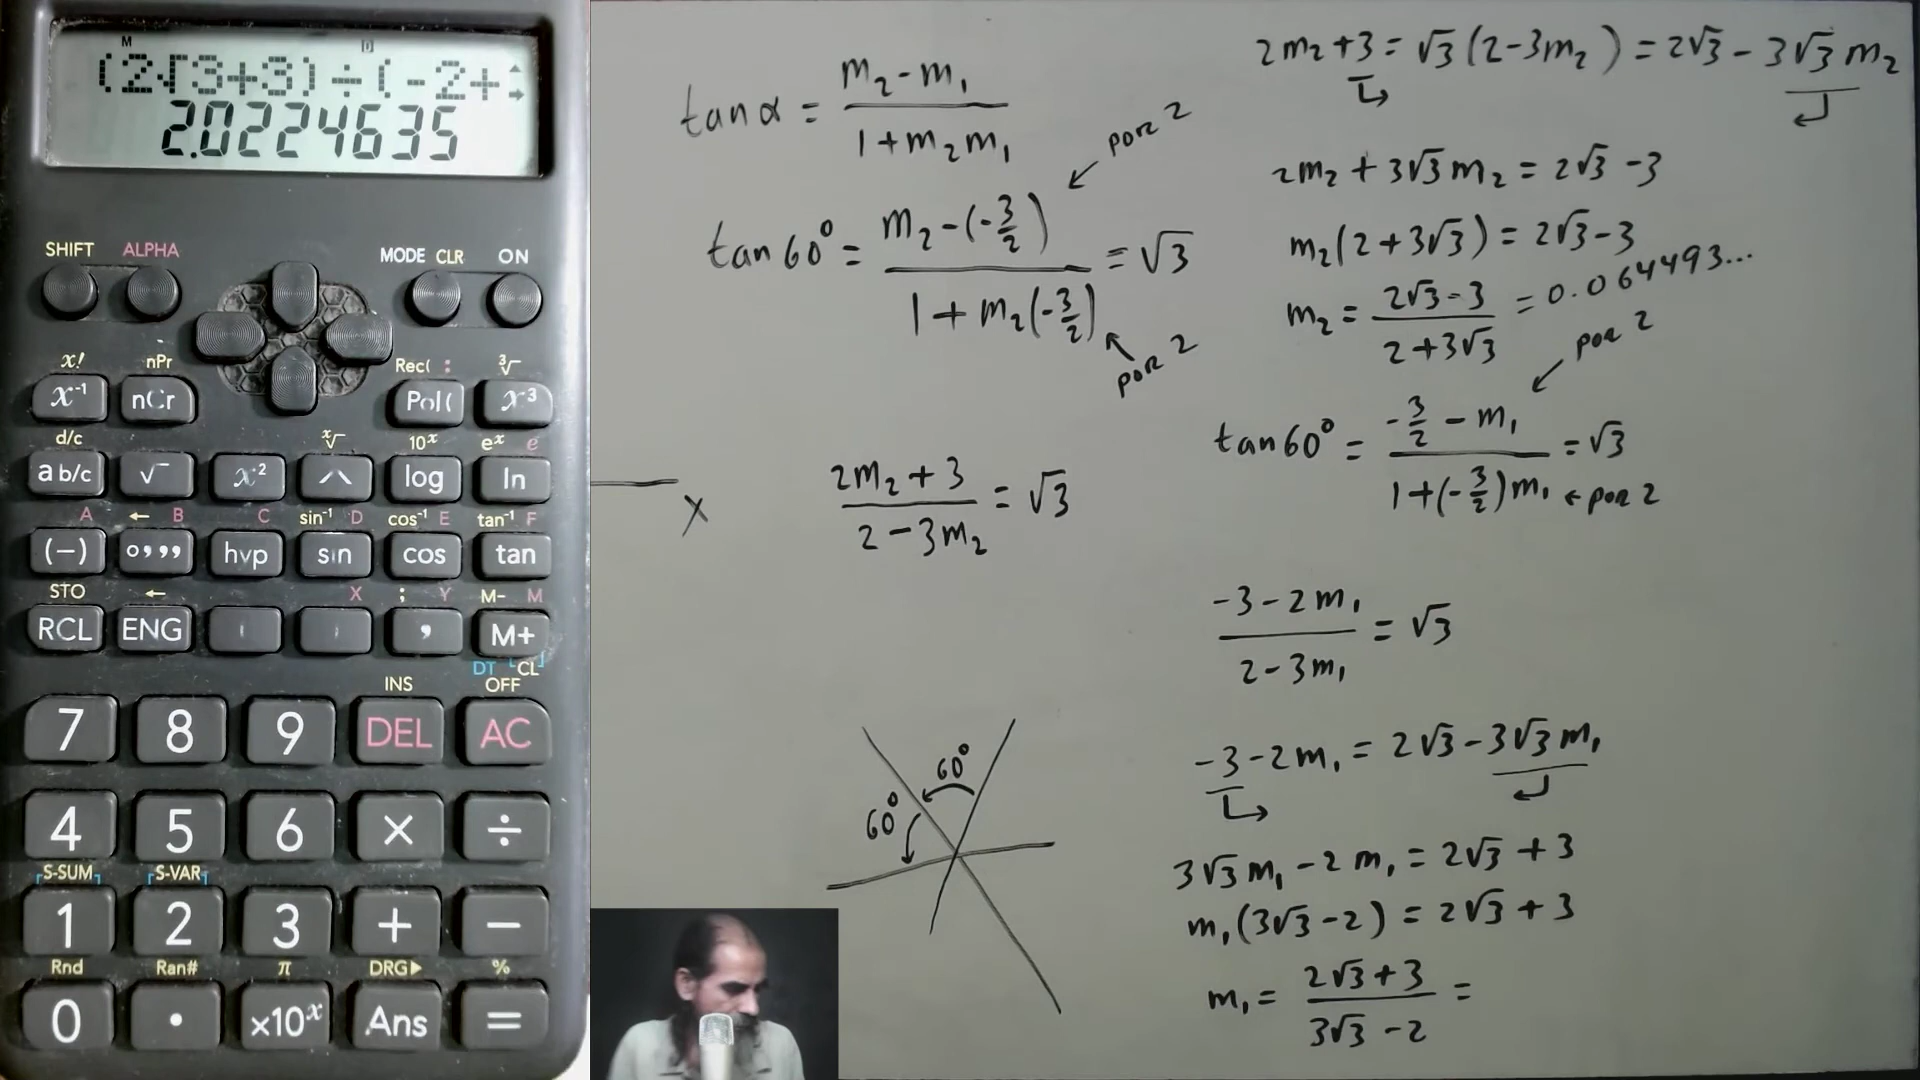 M D
(2√3+3)÷(-2+
2.0224635
SHIFT ALPHA MODE CLR ON
x! nPr Rec( : ³√
x⁻¹ nCr Pol( x³
d/c ˣ√ 10ˣ eˣ e
a b/c √ x² ^ log ln
A ← B C sin⁻¹ D cos⁻¹ E tan⁻¹ F
(−) o,,, hyp sin cos tan
STO ← X ; Y M- M
RCL ENG , M+
DT CL
INS OFF
7 8 9 DEL AC
4 5 6 × ÷
S-SUM S-VAR
1 2 3 + −
Rnd Ran# π DRG▶ %
0 · ×10ˣ Ans =
x
tan α = (m₂ - m₁)/(1 + m₂m₁)
por 2
tan 60° = (m₂ - (-3/2))/(1 + m₂(-3/2)) = √3
por 2
(2m₂ + 3)/(2 - 3m₂) = √3
60°
60°
2m₂ + 3 = √3 (2 - 3m₂) = 2√3 - 3√3 m₂
2m₂ + 3√3 m₂ = 2√3 - 3
m₂(2 + 3√3) = 2√3 - 3
m₂ = (2√3 - 3)/(2 + 3√3) = 0.064493...
por 2
tan 60° = (-3/2 - m₁)/(1 + (-3/2)m₁) = √3
← por 2
(-3 - 2m₁)/(2 - 3m₁) = √3
-3 - 2m₁ = 2√3 - 3√3 m₁
3√3 m₁ - 2m₁ = 2√3 + 3
m₁(3√3 - 2) = 2√3 + 3
m₁ = (2√3 + 3)/(3√3 - 2) =